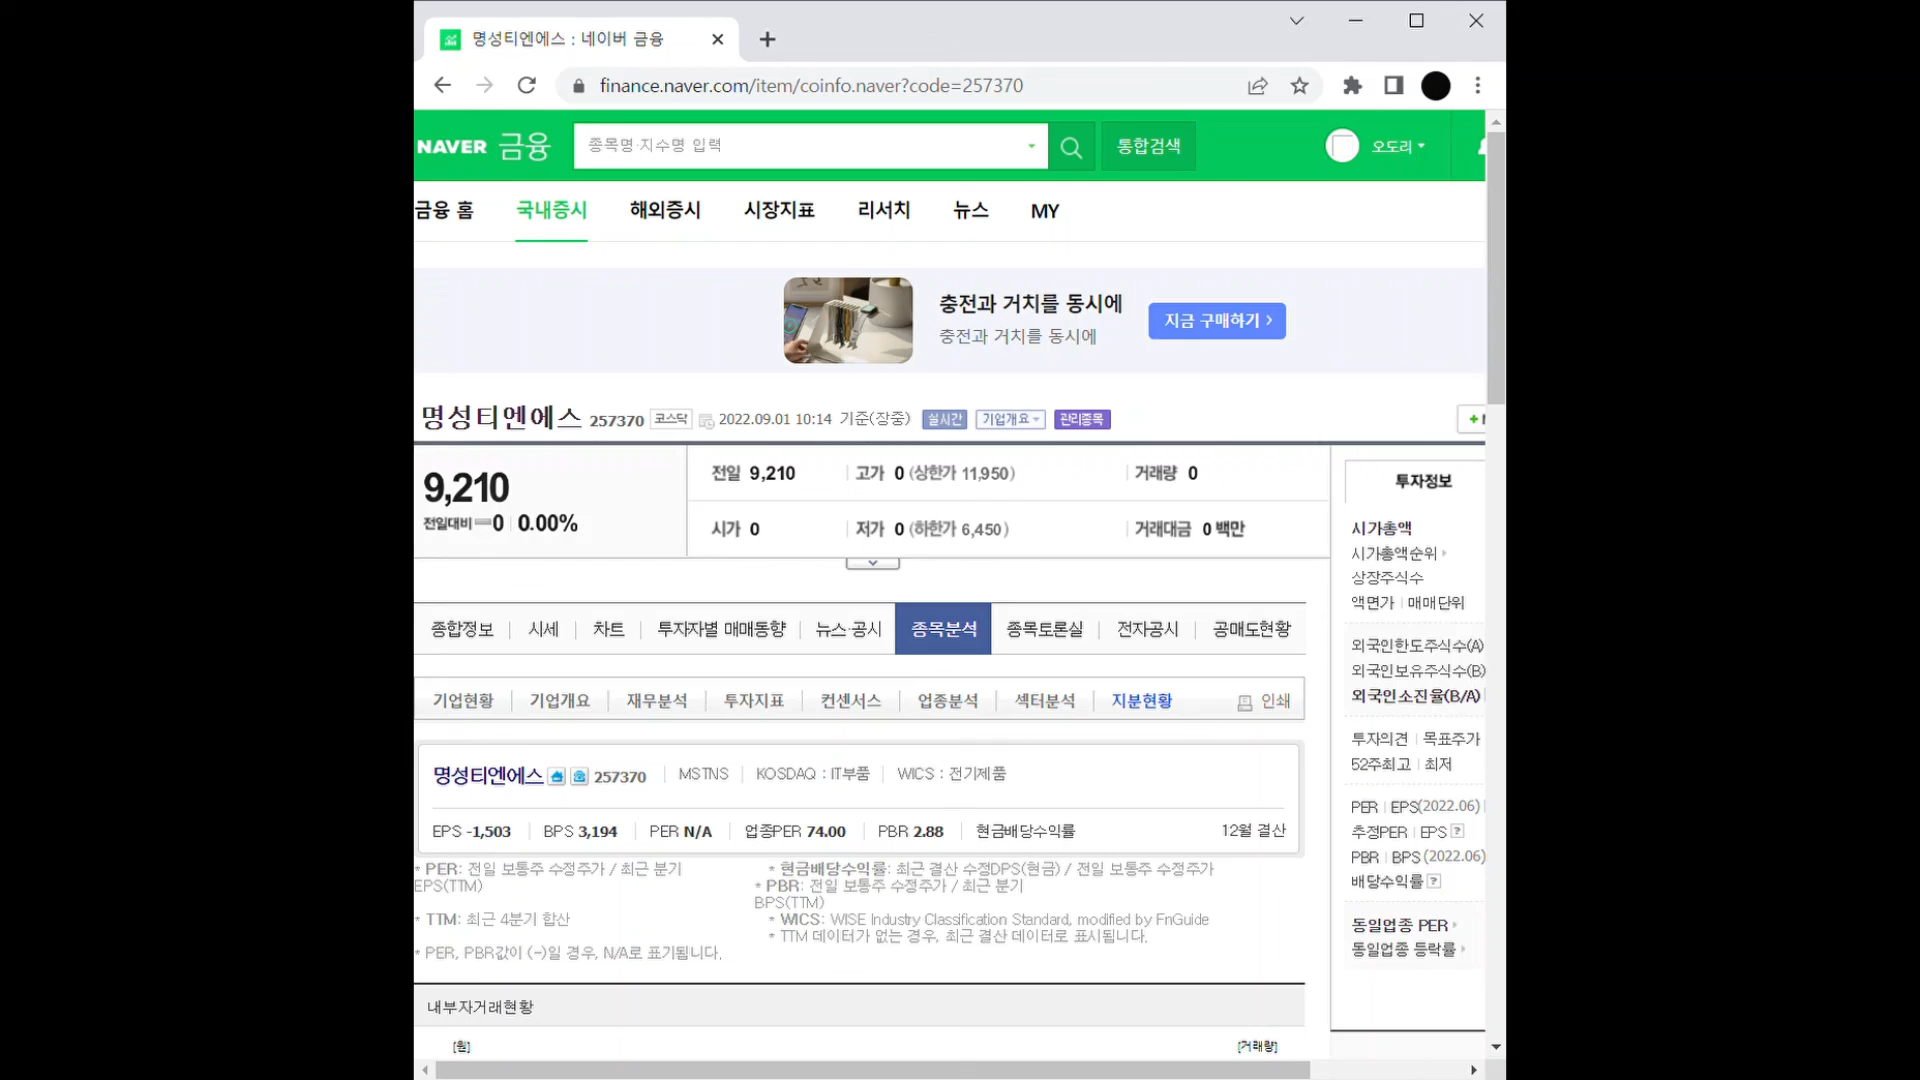 명성티엔에스 : 네이버 금융
finance.naver.com/item/coinfo.naver?code=257370
NAVER 금융 종목명·지수명 입력 통합검색 오도리
금융 홈 국내증시 해외증시 시장지표 리서치 뉴스 MY
충전과 거치를 동시에
충전과 거치를 동시에
지금 구매하기 >
명성티엔에스 257370 코스닥 2022.09.01 10:14 기준(장중) 실시간 기업개요 관리종목
9,210
전일대비 0 0.00%
전일 9,210 고가 0 (상한가 11,950) 거래량 0
시가 0 저가 0 (하한가 6,450) 거래대금 0 백만
종합정보 시세 차트 투자자별 매매동향 뉴스·공시 종목분석 종목토론실 전자공시 공매도현황
기업현황 기업개요 재무분석 투자지표 컨센서스 업종분석 섹터분석 지분현황 인쇄
명성티엔에스 257370 MSTNS KOSDAQ : IT부품 WICS : 전기제품
EPS -1,503 BPS 3,194 PER N/A 업종PER 74.00 PBR 2.88 현금배당수익률 12월 결산
* PER: 전일 보통주 수정주가 / 최근 분기
EPS(TTM)
* TTM: 최근 4분기 합산
* PER, PBR값이 (-)일 경우, N/A로 표기됩니다.
* 현금배당수익률: 최근 결산 수정DPS(현금) / 전일 보통주 수정주가
* PBR: 전일 보통주 수정주가 / 최근 분기
BPS(TTM)
* WICS: WISE Industry Classification Standard, modified by FnGuide
* TTM 데이터가 없는 경우, 최근 결산 데이터로 표시됩니다.
내부자거래현황
[원] [거래량]
투자정보
시가총액
시가총액순위
상장주식수
액면가 매매단위
외국인한도주식수(A)
외국인보유주식수(B)
외국인소진율(B/A)
투자의견 목표주가
52주최고 최저
PER EPS(2022.06)
추정PER EPS ?
PBR BPS (2022.06)
배당수익률 ?
동일업종 PER
동일업종 등락률